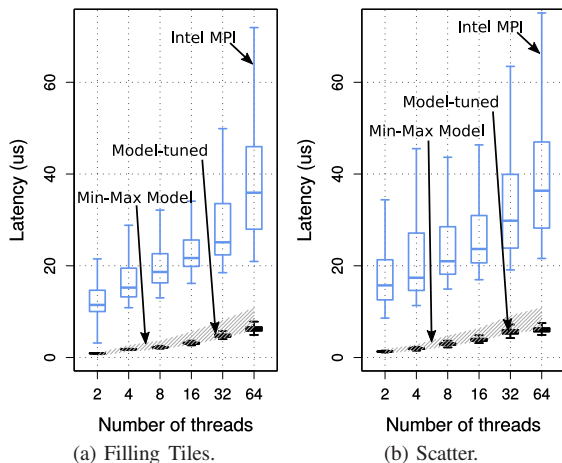 Latency (us)
60
40
20
0
Intel MPI
Model-tuned
Min-Max Model
2 4 8 16 32 64
Number of threads
(a) Filling Tiles.
Latency (us)
60
40
20
0
Intel MPI
Model-tuned
Min-Max Model
2 4 8 16 32 64
Number of threads
(b) Scatter.